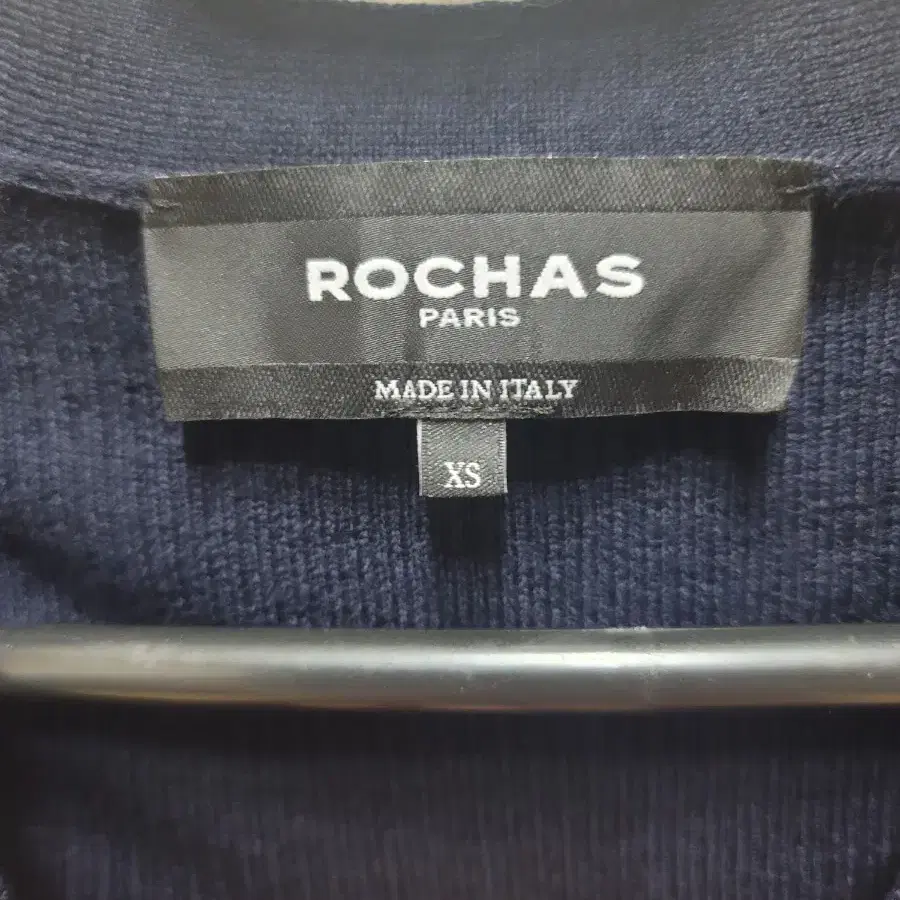 ROCHAS
PARIS
MADE IN ITALY
XS